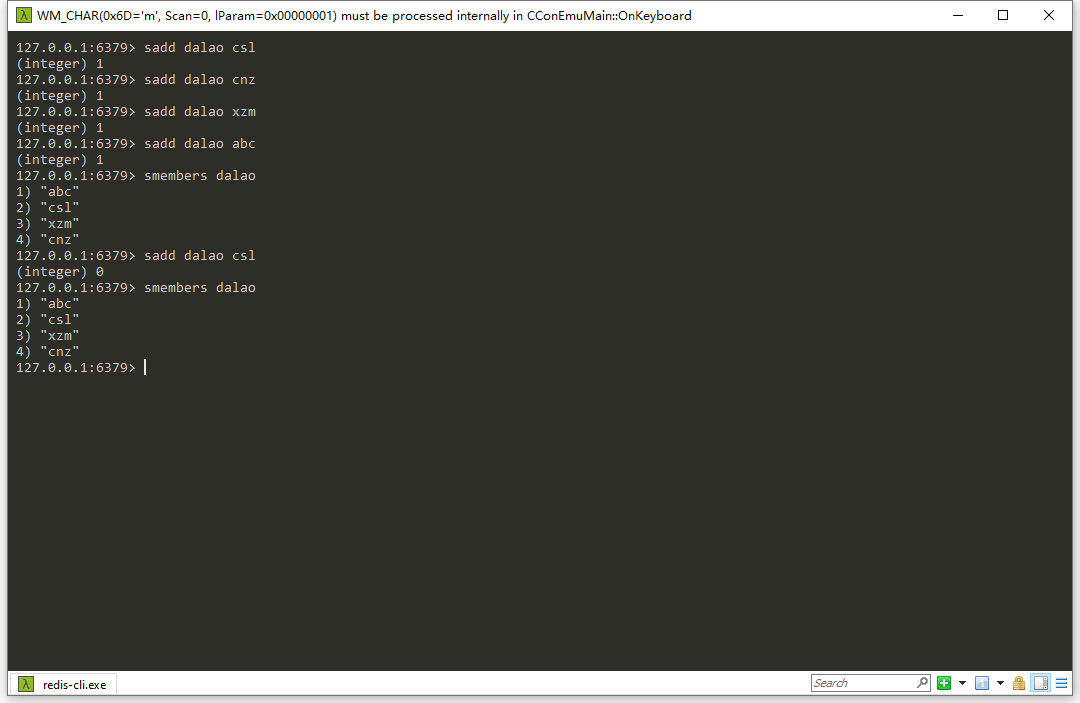 WM_CHAR(0x6D='m', Scan=0, lParam=0x00000001) must be processed internally in CConEmuMain::OnKeyboard
127.0.0.1:6379> sadd dalao csl
(integer) 1
127.0.0.1:6379> sadd dalao cnz
(integer) 1
127.0.0.1:6379> sadd dalao xzm
(integer) 1
127.0.0.1:6379> sadd dalao abc
(integer) 1
127.0.0.1:6379> smembers dalao
1) "abc"
2) "csl"
3) "xzm"
4) "cnz"
127.0.0.1:6379> sadd dalao csl
(integer) 0
127.0.0.1:6379> smembers dalao
1) "abc"
2) "csl"
3) "xzm"
4) "cnz"
127.0.0.1:6379>
redis-cli.exe
Search